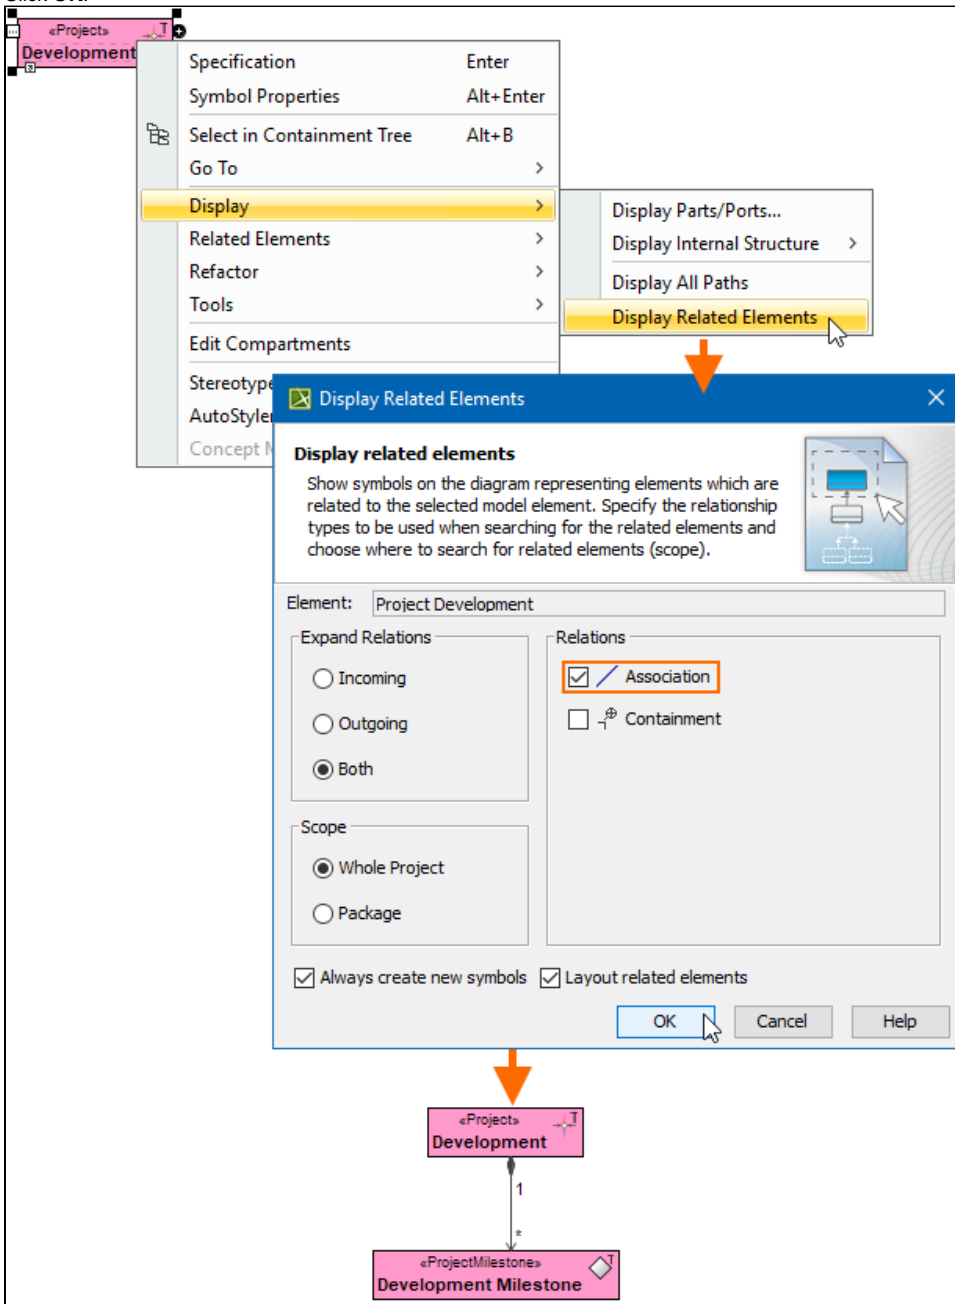 Click OK.
«Project»
Development
Specification Enter
Symbol Properties Alt+Enter
Select in Containment Tree Alt+B
Go To
Display
Related Elements
Refactor
Tools
Edit Compartments
Stereotype
AutoStyler
Concept
Display Parts/Ports...
Display Internal Structure
Display All Paths
Display Related Elements
Display Related Elements
Display related elements
Show symbols on the diagram representing elements which are
related to the selected model element. Specify the relationship
types to be used when searching for the related elements and
choose where to search for related elements (scope).
Element: Project Development
Expand Relations
Incoming
Outgoing
Both
Scope
Whole Project
Package
Relations
Association
Containment
Always create new symbols Layout related elements
OK Cancel Help
«Project»
Development
1
*
«ProjectMilestone»
Development Milestone